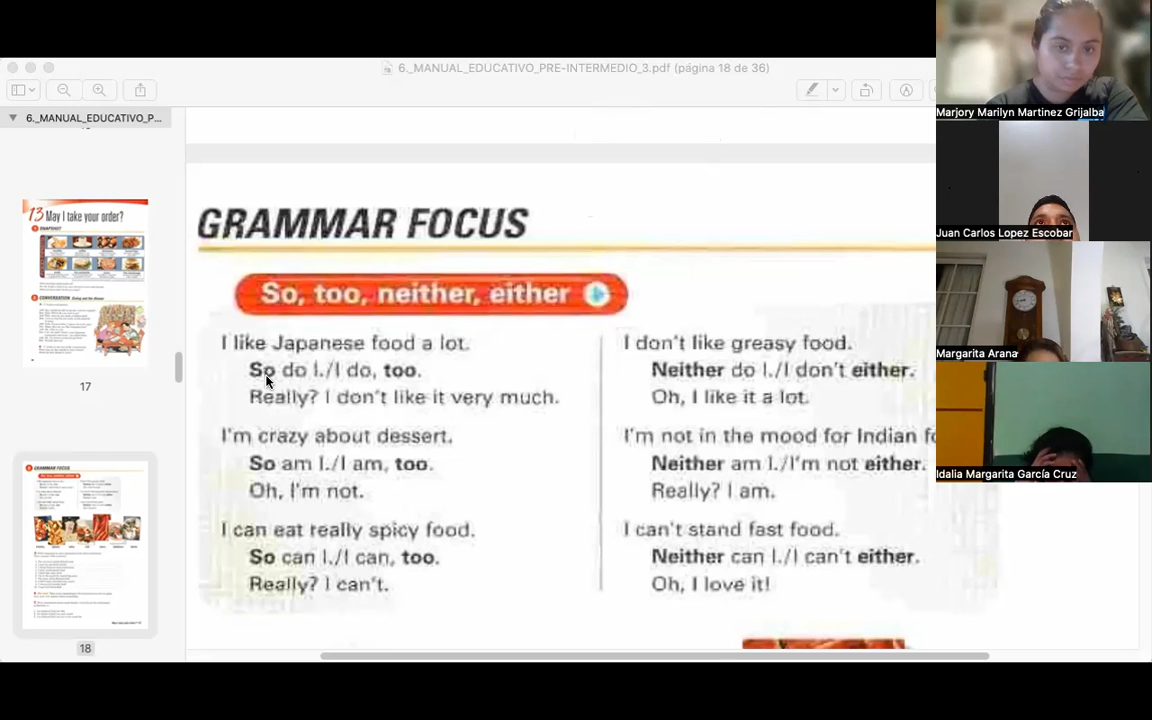 6._MANUAL_EDUCATIVO_PRE-INTERMEDIO_3.pdf (página 18 de 36)
6._MANUAL_EDUCATIVO_P...
13 May I take your order?
SNAPSHOT
CONVERSATION
17
GRAMMAR FOCUS
18
GRAMMAR FOCUS
So, too, neither, either
I like Japanese food a lot.
So do I./I do, too.
Really? I don't like it very much.
I'm crazy about dessert.
So am I./I am, too.
Oh, I'm not.
I can eat really spicy food.
So can I./I can, too.
Really? I can't.
I don't like greasy food.
Neither do I./I don't either.
Oh, I like it a lot.
I'm not in the mood for Indian f
Neither am I./I'm not either.
Really? I am.
I can't stand fast food.
Neither can I./I can't either.
Oh, I love it!
Marjory Marilyn Martinez Grijalba
Juan Carlos Lopez Escobar
Margarita Arana
Idalia Margarita García Cruz